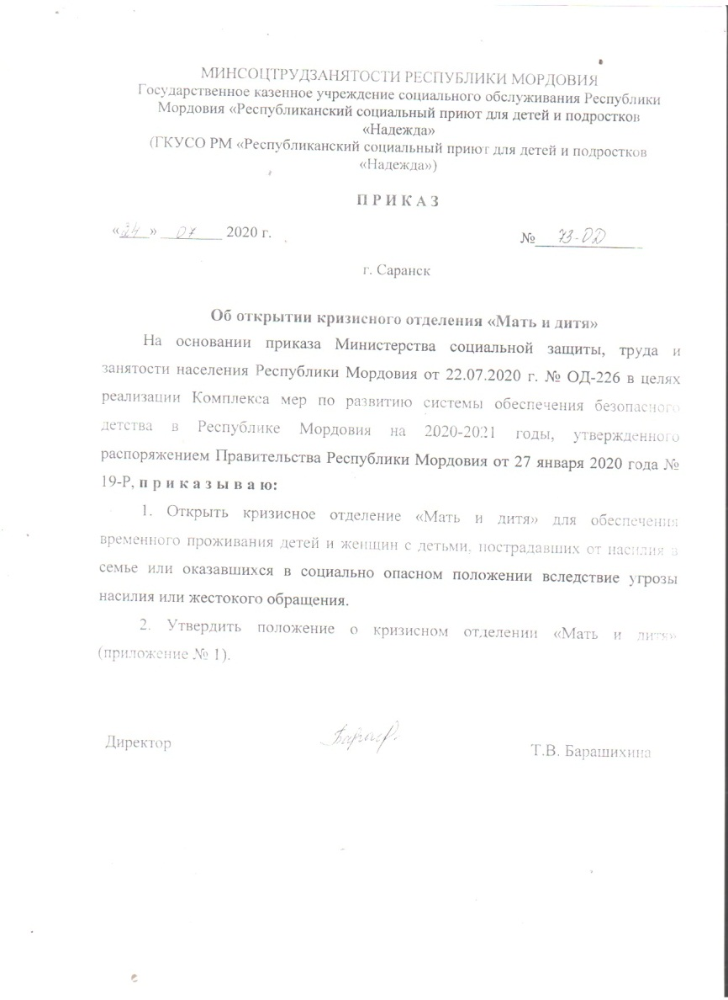 МИНСОЦТРУДЗАНЯТОСТИ РЕСПУБЛИКИ МОРДОВИЯ
Государственное казенное учреждение социального обслуживания Республики
Мордовия «Республиканский социальный приют для детей и подростков
«Надежда»
(ГКУСО РМ «Республиканский социальный приют для детей и подростков
«Надежда»)
П Р И К А З
«24» 07 2020 г. № 73-ОД
г. Саранск
Об открытии кризисного отделения «Мать и дитя»
На основании приказа Министерства социальной защиты, труда и
занятости населения Республики Мордовия от 22.07.2020 г. № ОД-226 в целях
реализации Комплекса мер по развитию системы обеспечения безопасного
детства в Республике Мордовия на 2020-2021 годы, утвержденного
распоряжением Правительства Республики Мордовия от 27 января 2020 года №
19-Р, п р и к а з ы в а ю:
1. Открыть кризисное отделение «Мать и дитя» для обеспечения
временного проживания детей и женщин с детьми, пострадавших от насилия в
семье или оказавшихся в социально опасном положении вследствие угрозы
насилия или жестокого обращения.
2. Утвердить положение о кризисном отделении «Мать и дитя»
(приложение № 1).
Директор Т.В. Барашихина